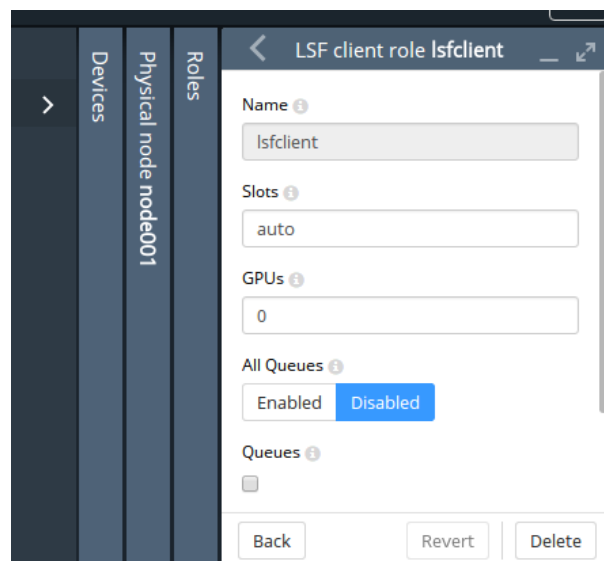 Devices
Physical node node001
Roles
LSF client role lsfclient
Name
lsfclient
Slots
auto
GPUs
0
All Queues
Enabled Disabled
Queues
Back Revert Delete